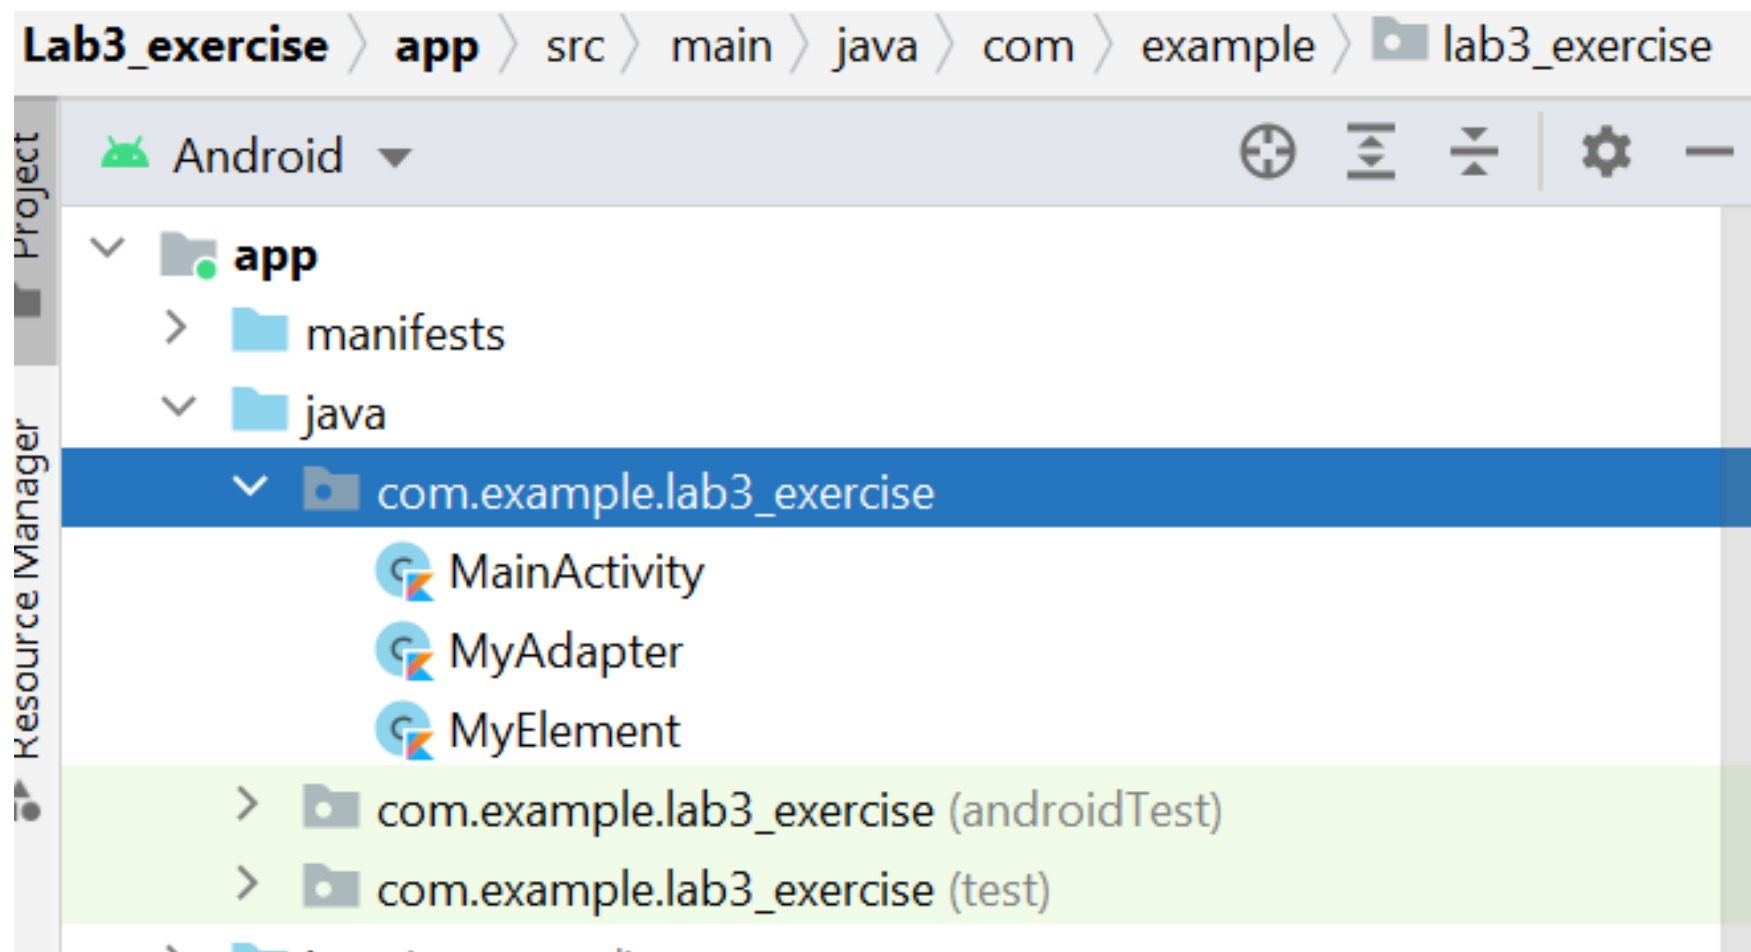 Lab3_exercise app src main java com example lab3_exercise
Project
Resource Manager
Android
app
manifests
java
com.example.lab3_exercise
MainActivity
MyAdapter
MyElement
com.example.lab3_exercise (androidTest)
com.example.lab3_exercise (test)